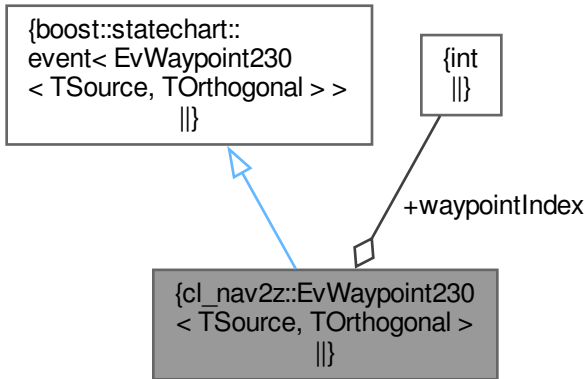 {boost::statechart::
event< EvWaypoint230
< TSource, TOrthogonal > >
||}
{int
||}
+waypointIndex
{cl_nav2z::EvWaypoint230
< TSource, TOrthogonal >
||}